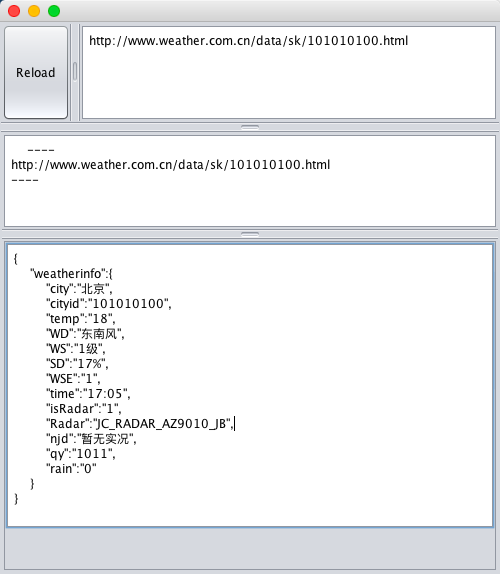 Reload
http://www.weather.com.cn/data/sk/101010100.html
----
http://www.weather.com.cn/data/sk/101010100.html
----
{
"weatherinfo":{
"city":"北京",
"cityid":"101010100",
"temp":"18",
"WD":"东南风",
"WS":"1级",
"SD":"17%",
"WSE":"1",
"time":"17:05",
"isRadar":"1",
"Radar":"JC_RADAR_AZ9010_JB",
"njd":"暂无实况",
"qy":"1011",
"rain":"0"
}
}